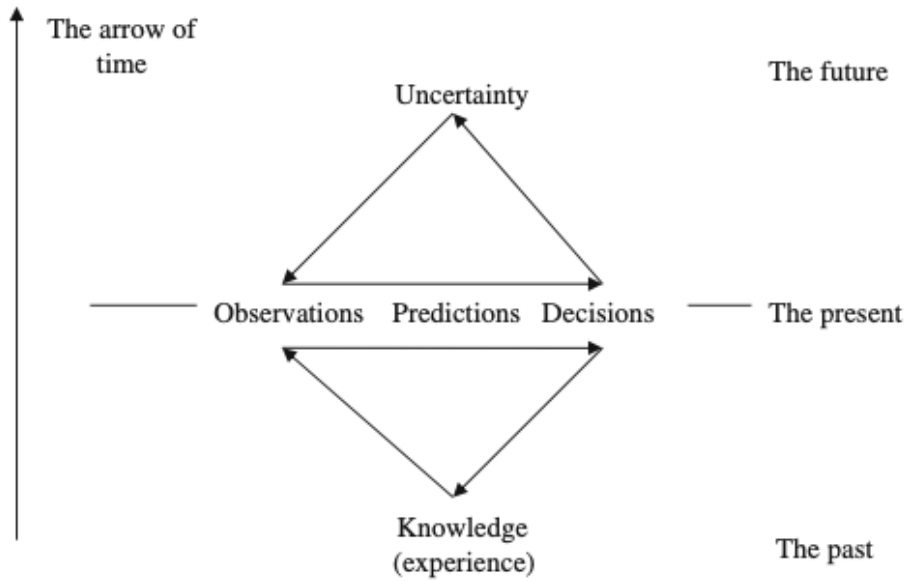 The arrow of
time
The future
Uncertainty
Observations Predictions Decisions
The present
Knowledge
(experience)
The past